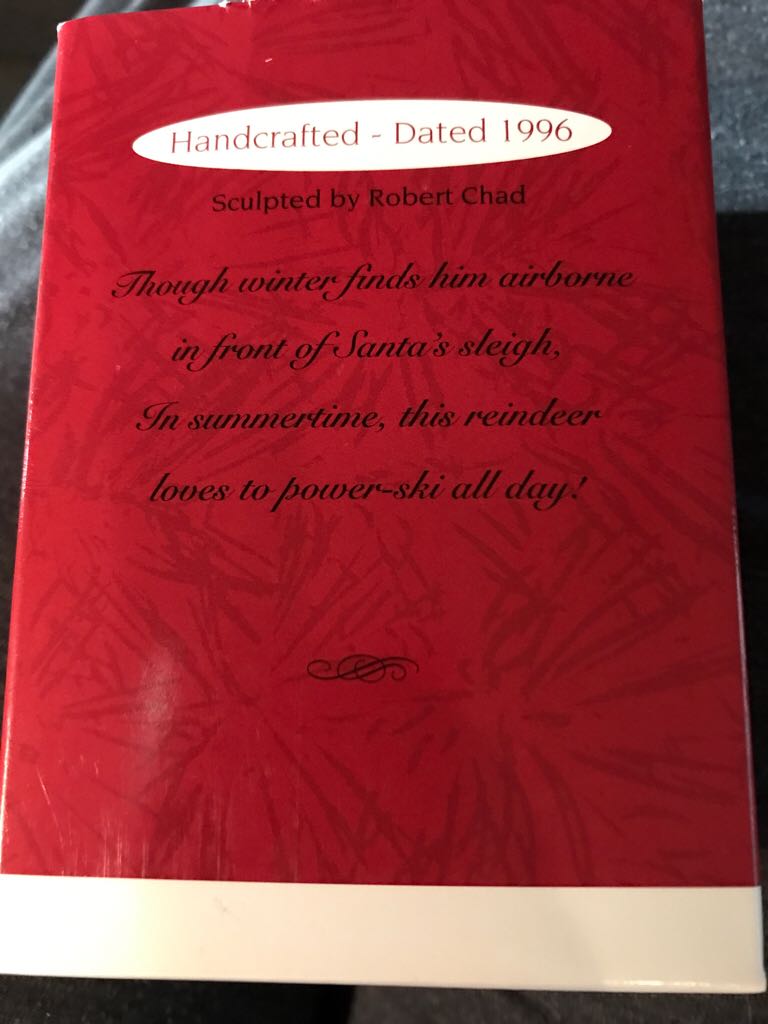 Handcrafted - Dated 1996
Sculpted by Robert Chad
Though winter finds him airborne
in front of Santa's sleigh,
In summertime, this reindeer
loves to power-ski all day!